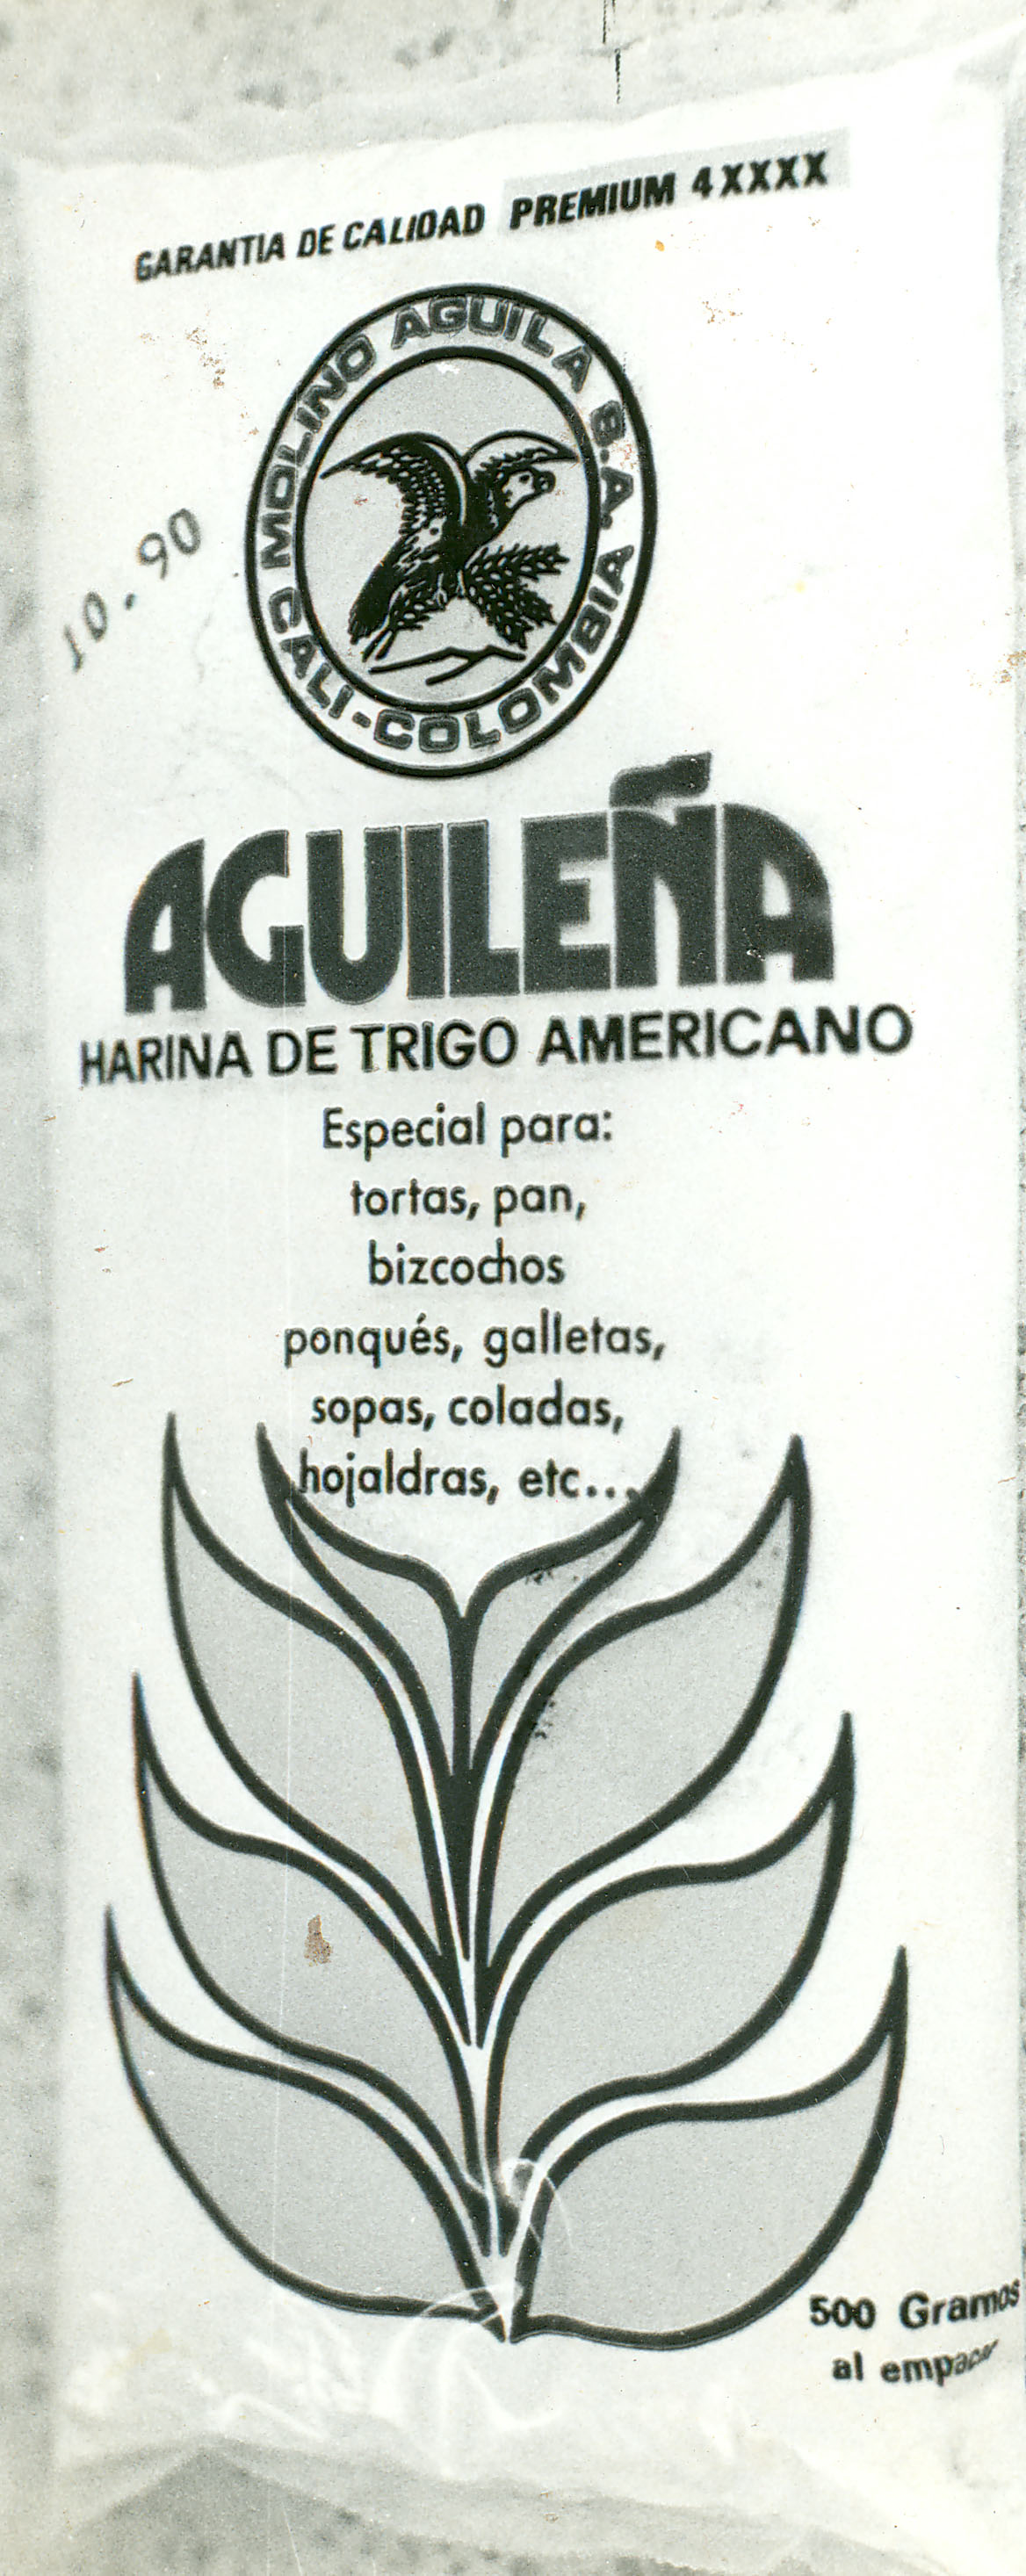 GARANTIA DE CALIDAD PREMIUM 4XXXX
MOLINO AGUILA S.A.
CALI-COLOMBIA
10.90
AGUILEÑA
HARINA DE TRIGO AMERICANO
Especial para:
tortas, pan,
bizcochos
ponqués, galletas,
sopas, coladas,
hojaldras, etc...
500 Gramos
al empacar